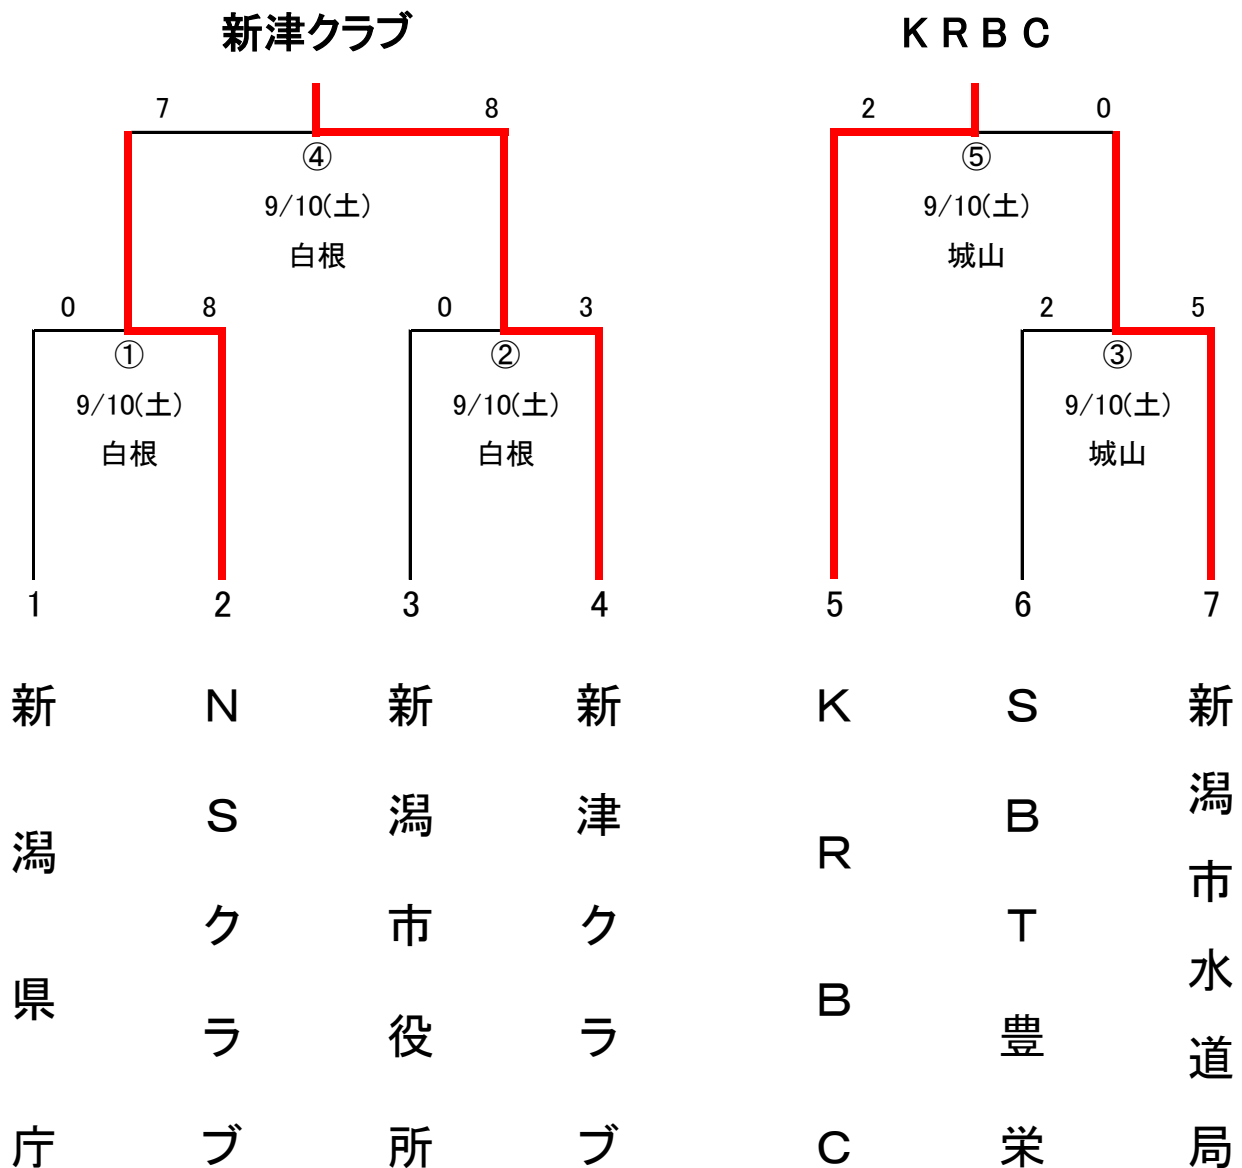 新津クラブ
KRBC
7 8
2 0
④
9/10(土)
白根
⑤
9/10(土)
城山
0 8
0 3
2 5
①
9/10(土)
白根
②
9/10(土)
白根
③
9/10(土)
城山
1 2 3 4 5 6 7
新潟県庁
NSクラブ
新潟市役所
新津クラブ
KRBC
SBT豊栄
新潟市水道局